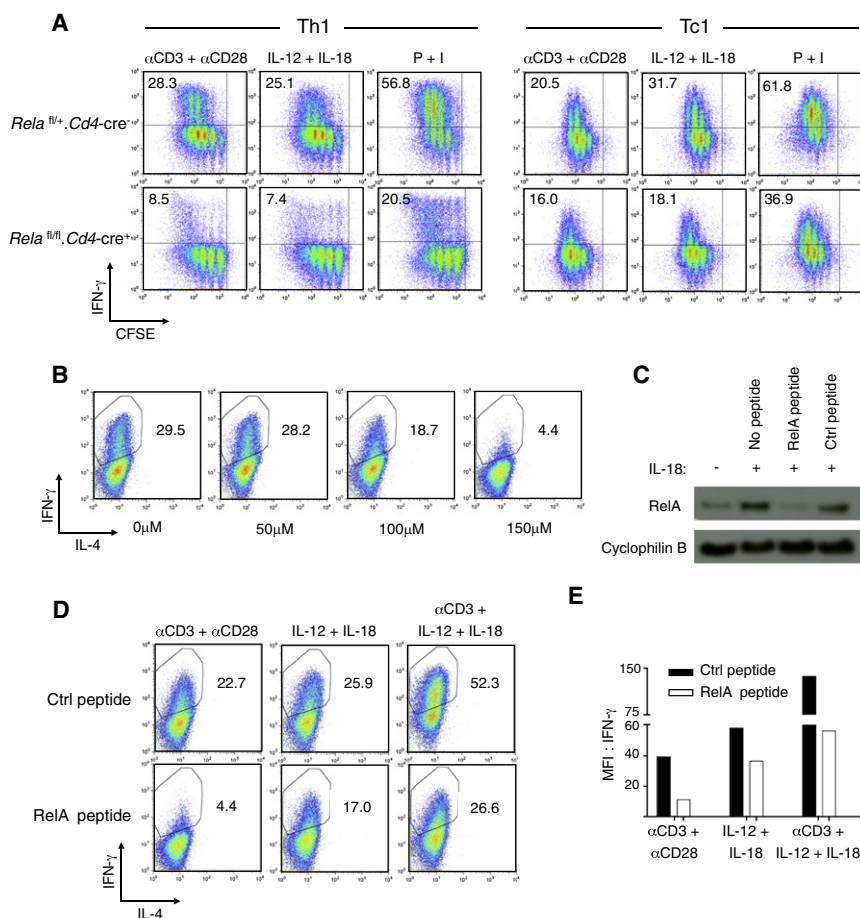 A
Th1
Tc1
αCD3 + αCD28
IL-12 + IL-18
P + I
αCD3 + αCD28
IL-12 + IL-18
P + I
Rela fl/+.Cd4-cre-
28.3
25.1
56.8
20.5
31.7
61.8
Rela fl/fl.Cd4-cre+
8.5
7.4
20.5
16.0
18.1
36.9
IFN-γ
CFSE
B
29.5
28.2
18.7
4.4
IFN-γ
IL-4
0μM
50μM
100μM
150μM
C
No peptide
RelA peptide
Ctrl peptide
IL-18: - + + +
RelA
Cyclophilin B
D
αCD3 + αCD28
IL-12 + IL-18
αCD3 +
IL-12 + IL-18
Ctrl peptide
22.7
25.9
52.3
RelA peptide
4.4
17.0
26.6
IFN-γ
IL-4
E
Ctrl peptide
RelA peptide
MFI : IFN-γ
150
75
60
40
20
αCD3 +
αCD28
IL-12 +
IL-18
αCD3 +
IL-12 + IL-18